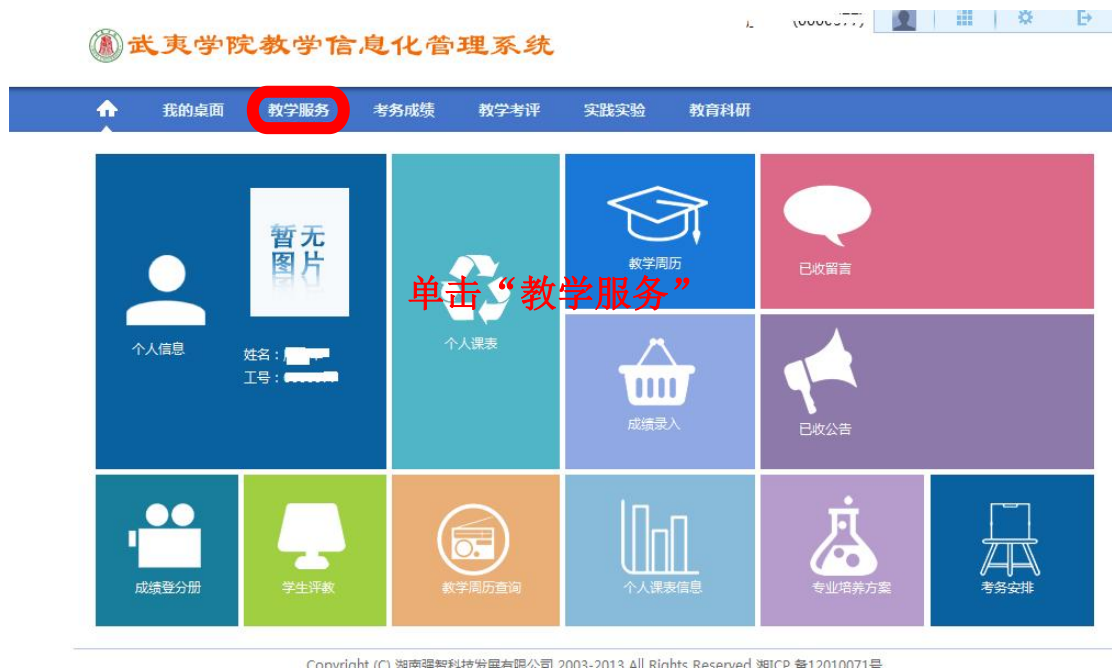 武夷学院教学信息化管理系统
我的桌面 教学服务 考务成绩 教学考评 实践实验 教育科研
暂无
图片
个人信息
姓名：
工号：
个人课表
教学周历
已收留言
单击“教学服务”
成绩录入
已收公告
成绩登分册
学生评教
教学周历查询
个人课表信息
专业培养方案
考务安排
Copyright (C) 湖南强智科技发展有限公司 2003-2013 All Rights Reserved 湘ICP 备12010071号